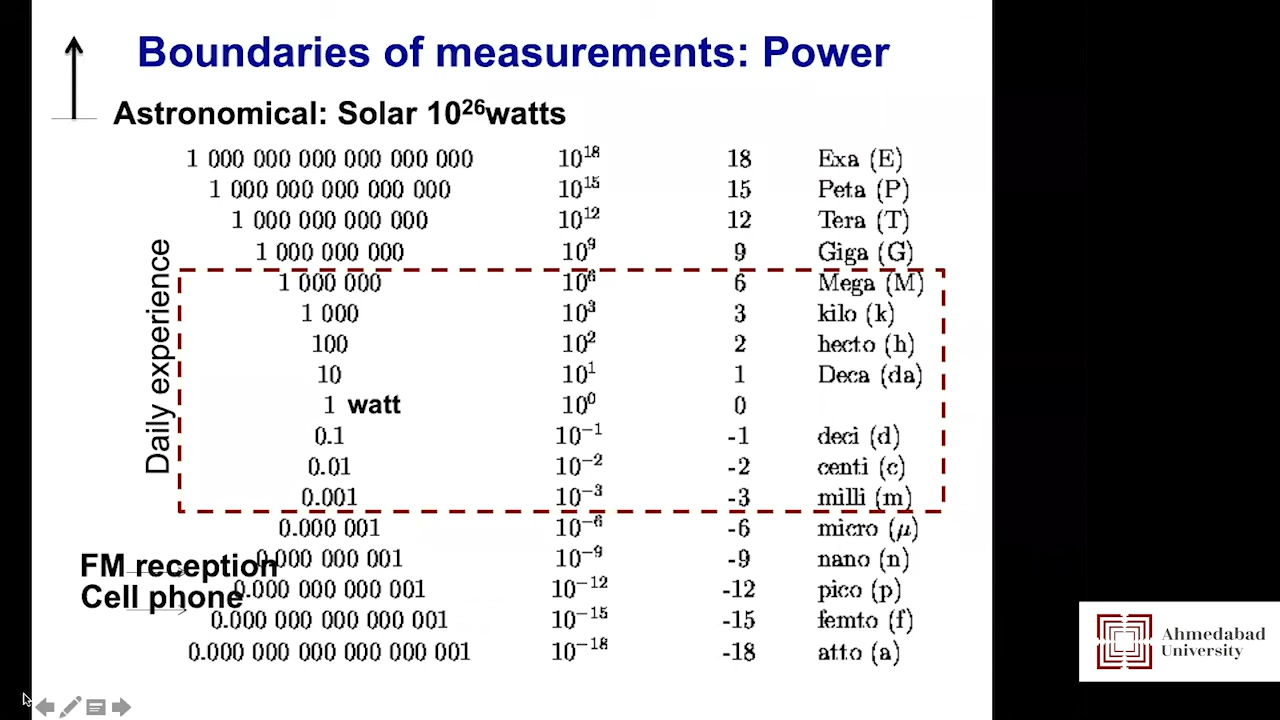 Boundaries of measurements: Power
Astronomical: Solar 10²⁶watts
1 000 000 000 000 000 000 10¹⁸ 18 Exa (E)
1 000 000 000 000 000 10¹⁵ 15 Peta (P)
1 000 000 000 000 10¹² 12 Tera (T)
1 000 000 000 10⁹ 9 Giga (G)
Daily experience
1 000 000 10⁶ 6 Mega (M)
1 000 10³ 3 kilo (k)
100 10² 2 hecto (h)
10 10¹ 1 Deca (da)
1 watt 10⁰ 0
0.1 10⁻¹ -1 deci (d)
0.01 10⁻² -2 centi (c)
0.001 10⁻³ -3 milli (m)
0.000 001 10⁻⁶ -6 micro (μ)
FM reception
0.000 000 001 10⁻⁹ -9 nano (n)
Cell phone
0.000 000 000 001 10⁻¹² -12 pico (p)
0.000 000 000 000 001 10⁻¹⁵ -15 femto (f)
0.000 000 000 000 000 001 10⁻¹⁸ -18 atto (a)
Ahmedabad
University